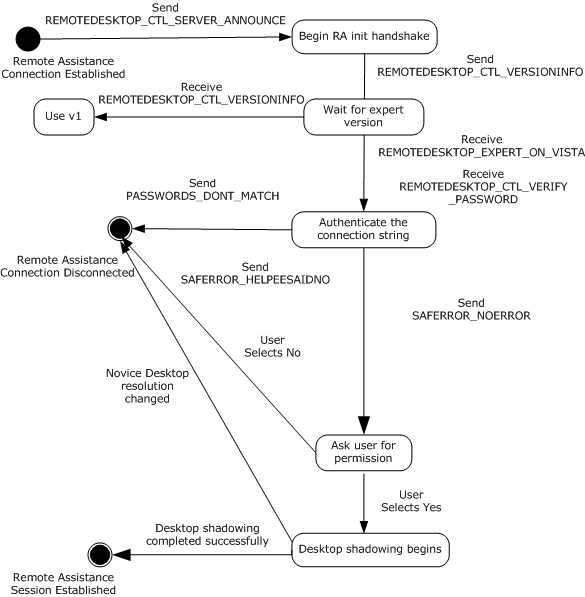 Send
REMOTEDESKTOP_CTL_SERVER_ANNOUNCE
Begin RA init handshake
Remote Assistance
Connection Established
Send
REMOTEDESKTOP_CTL_VERSIONINFO
Receive
REMOTEDESKTOP_CTL_VERSIONINFO
Use v1
Wait for expert
version
Receive
REMOTEDESKTOP_EXPERT_ON_VISTA
Receive
REMOTEDESKTOP_CTL_VERIFY
_PASSWORD
Send
PASSWORDS_DONT_MATCH
Authenticate the
connection string
Remote Assistance
Connection Disconnected
Send
SAFERROR_HELPEESAIDNO
Send
SAFERROR_NOERROR
User
Selects No
Novice Desktop
resolution
changed
Ask user for
permission
User
Selects Yes
Desktop shadowing
completed successfully
Desktop shadowing begins
Remote Assistance
Session Established